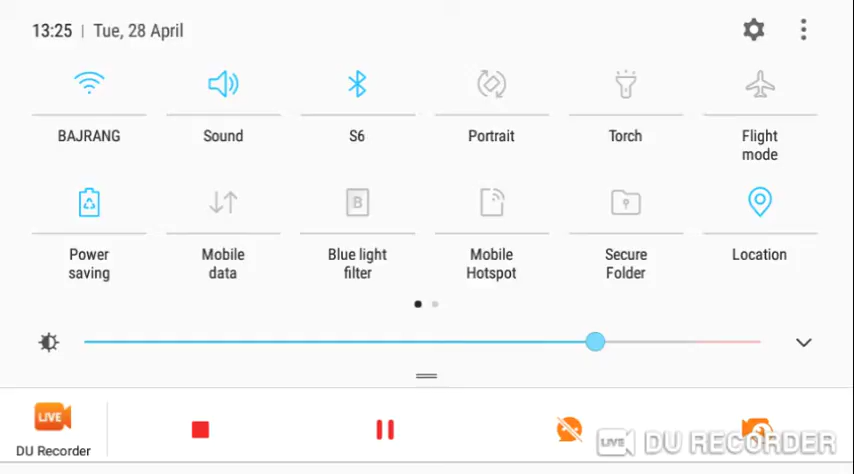 13:25 | Tue, 28 April
BAJRANG
Sound
S6
Portrait
Torch
Flight
mode
B
Power
saving
Mobile
data
Blue light
filter
Mobile
Hotspot
Secure
Folder
Location
LIVE
DU Recorder
LIVE DU RECORDER